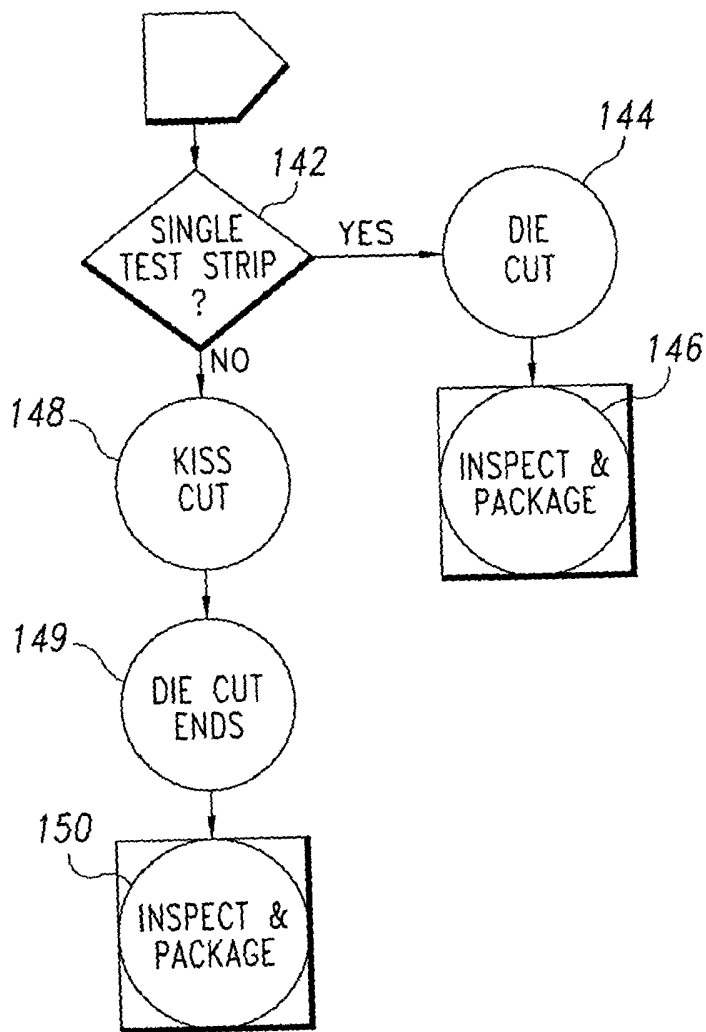 144
142
SINGLE
TEST STRIP
?
YES
DIE
CUT
NO
146
148
KISS
CUT
INSPECT &
PACKAGE
149
DIE CUT
ENDS
150
INSPECT &
PACKAGE